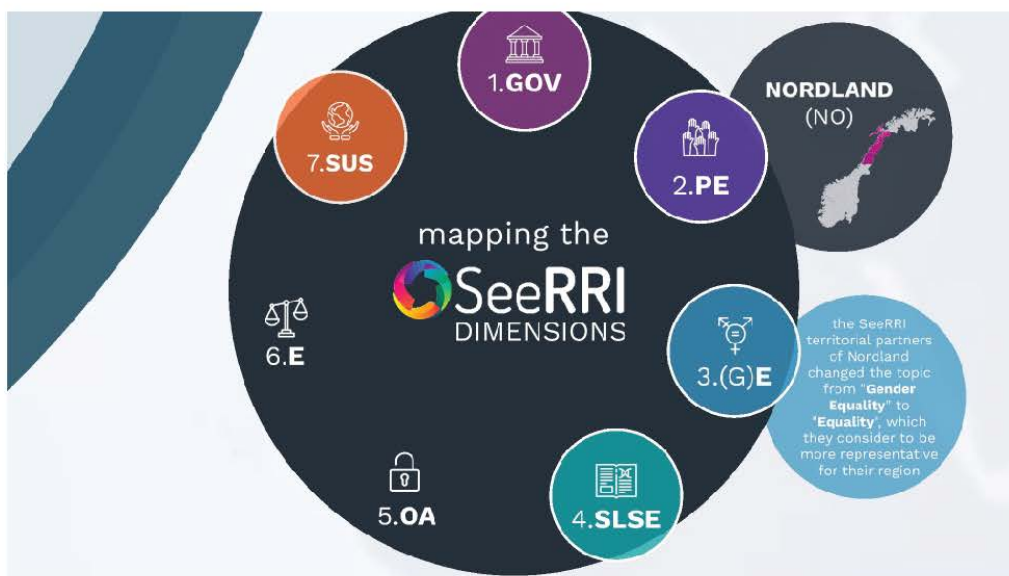 1.GOV
NORDLAND
(NO)
7.SUS
2.PE
mapping the
SeeRRI
DIMENSIONS
6.E
3.(G)E
the SeeRRI
territorial partners
of Nordland
changed the topic
from "Gender
Equality" to
'Equality', which
they consider to be
more representative
for their region
5.OA
4.SLSE